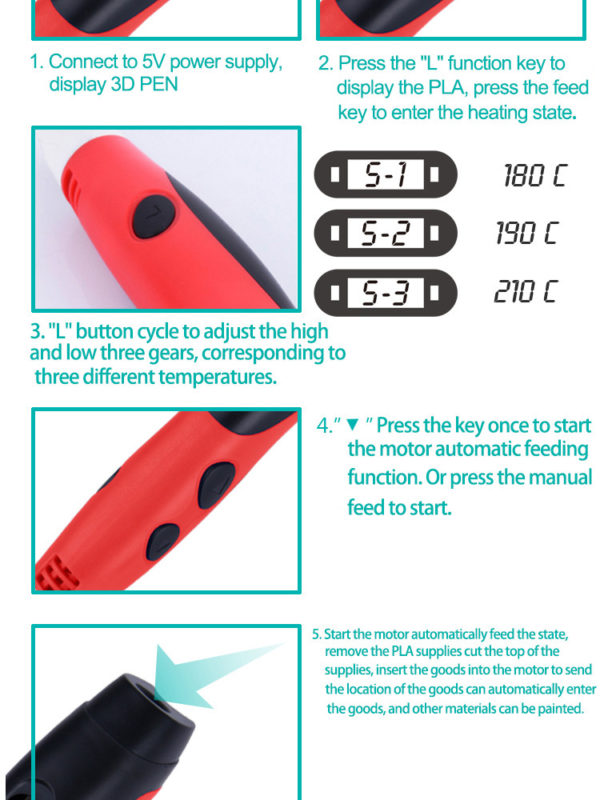 1. Connect to 5V power supply,
display 3D PEN
2. Press the "L" function key to
display the PLA, press the feed
key to enter the heating state.
S-1 180 C
S-2 190 C
S-3 210 C
3. "L" button cycle to adjust the high
and low three gears, corresponding to
three different temperatures.
4." ▼ " Press the key once to start
the motor automatic feeding
function. Or press the manual
feed to start.
5. Start the motor automatically feed the state,
remove the PLA supplies cut the top of the
supplies, insert the goods into the motor to send
the location of the goods can automatically enter
the goods, and other materials can be painted.